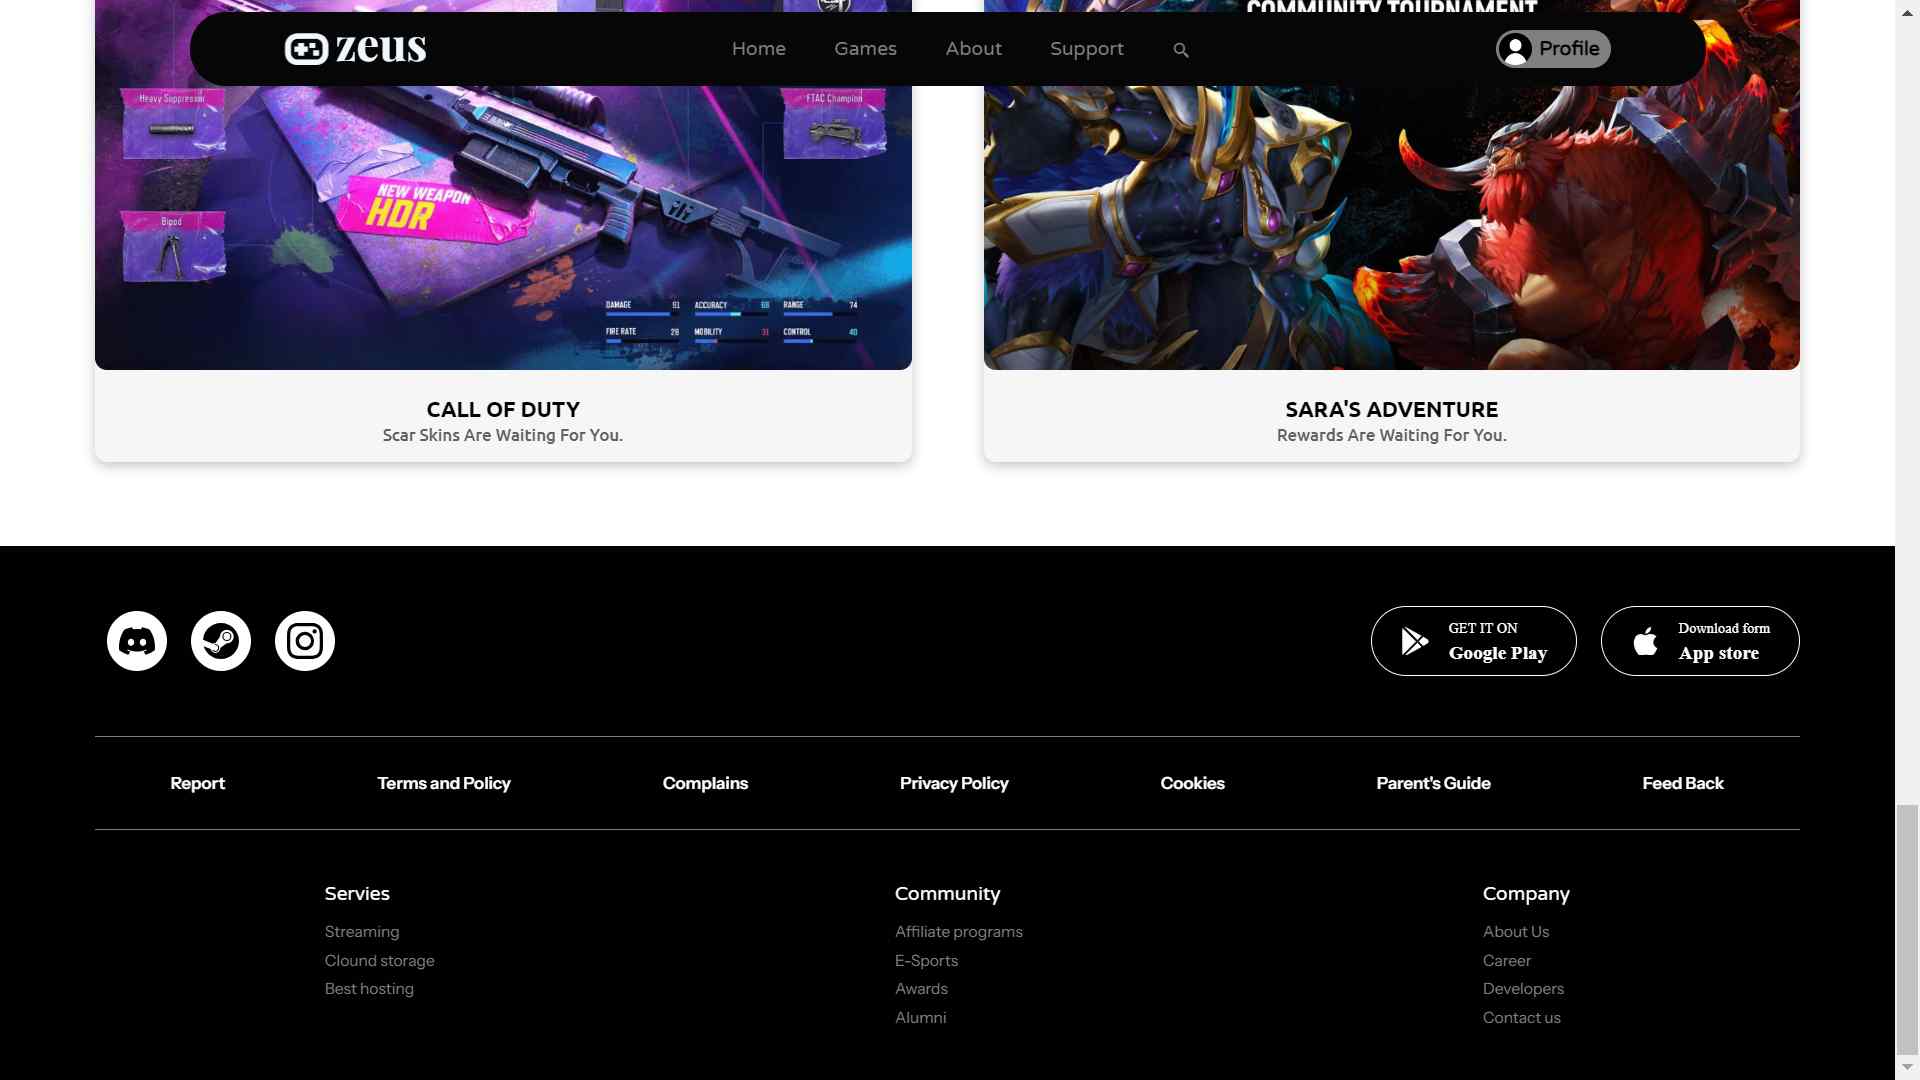 COMMUNITY TOURNAMENT
zeus
Home
Games
About
Support
Profile
Heavy Suppressor
FTAC Champion
NEW WEAPON
HDR
Bipod
DAMAGE 91
ACCURACY 68
RANGE 74
FIRE RATE 26
MOBILITY 31
CONTROL 40
CALL OF DUTY
Scar Skins Are Waiting For You.
SARA'S ADVENTURE
Rewards Are Waiting For You.
GET IT ON
Google Play
Download form
App store
Report
Terms and Policy
Complains
Privacy Policy
Cookies
Parent's Guide
Feed Back
Servies
Streaming
Clound storage
Best hosting
Community
Affiliate programs
E-Sports
Awards
Alumni
Company
About Us
Career
Developers
Contact us